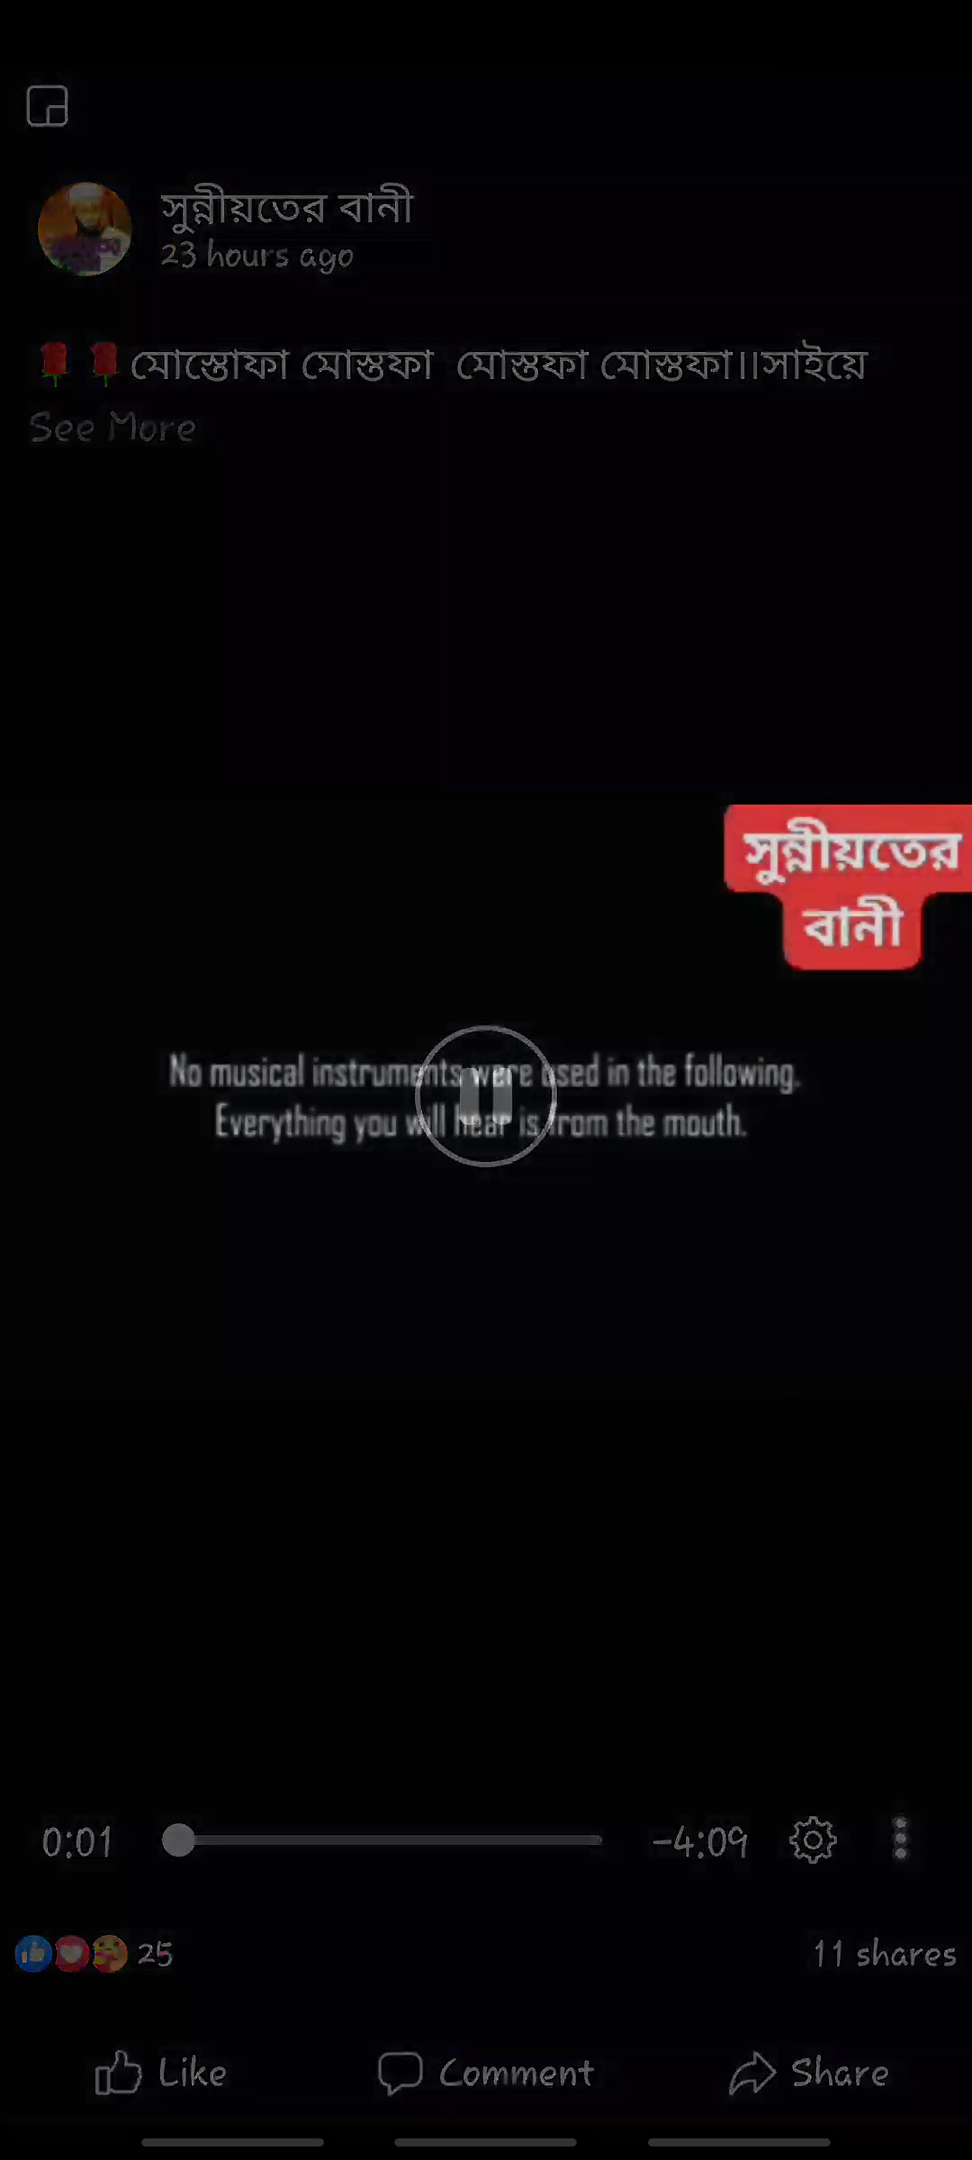 সুন্নীয়তের বানী
23 hours ago
🌹 🌹 মোস্তোফা মোস্তফা মোস্তফা মোস্তফা।।সাইয়ে
See More
সুন্নীয়তের
বানী
No musical instruments were used in the following.
Everything you will hear is from the mouth.
0:01 -4:09
25 11 shares
Like Comment Share